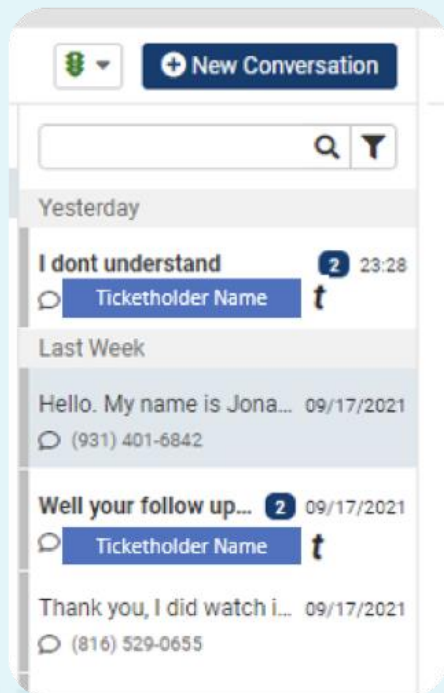 New Conversation
Yesterday
I dont understand 2 23:28
Ticketholder Name t
Last Week
Hello. My name is Jona... 09/17/2021
(931) 401-6842
Well your follow up... 2 09/17/2021
Ticketholder Name t
Thank you, I did watch i... 09/17/2021
(816) 529-0655